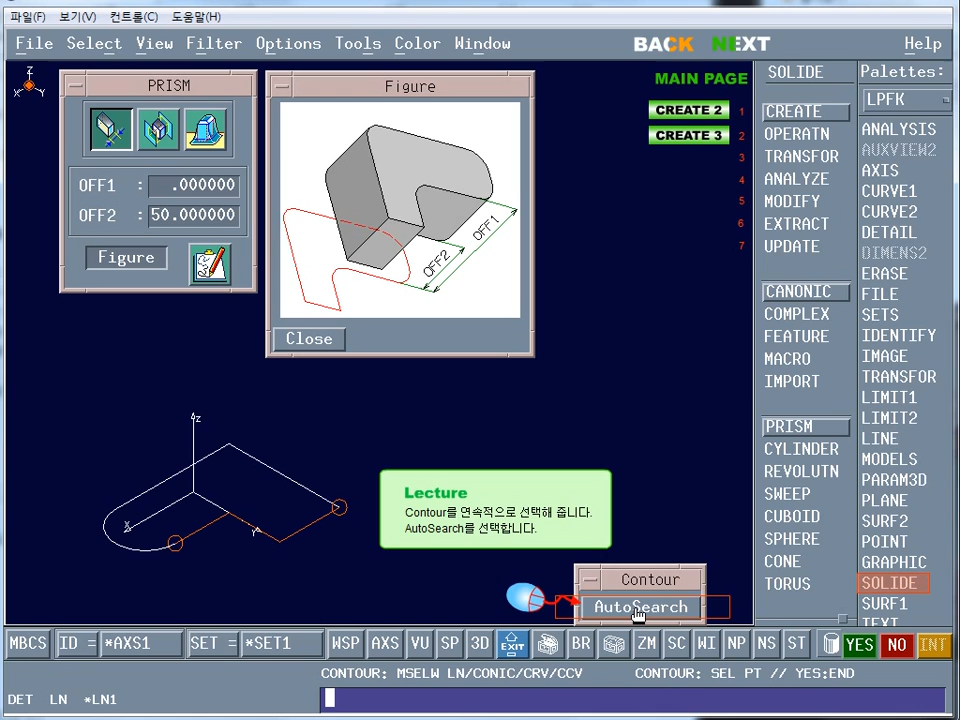 파일(F) 보기(V) 컨트롤(C) 도움말(H)
File Select View Filter Options Tools Color Window BACK NEXT Help
Z
X Y
PRISM
OFF1 : .000000
OFF2 : 50.000000
Figure
Figure
OFF1
OFF2
Close
MAIN PAGE
CREATE 2 1
CREATE 3 2
3
4
5
6
7
SOLIDE
CREATE
OPERATN
TRANSFOR
ANALYZE
MODIFY
EXTRACT
UPDATE
CANONIC
COMPLEX
FEATURE
MACRO
IMPORT
PRISM
CYLINDER
REVOLUTN
SWEEP
CUBOID
SPHERE
CONE
TORUS
Palettes:
LPFK
ANALYSIS
AUXVIEW2
AXIS
CURVE1
CURVE2
DETAIL
DIMENS2
ERASE
FILE
SETS
IDENTIFY
IMAGE
TRANSFOR
LIMIT1
LIMIT2
LINE
MODELS
PARAM3D
PLANE
SURF2
POINT
GRAPHIC
SOLIDE
SURF1
TEXT
Z
X
Y
Lecture
Contour를 연속적으로 선택해 줍니다.
AutoSearch를 선택합니다.
Contour
AutoSearch
MBCS ID = *AXS1 SET = *SET1 WSP AXS VU SP 3D EXIT BR ZM SC WI NP NS ST YES NO INT
CONTOUR: MSELW LN/CONIC/CRV/CCV CONTOUR: SEL PT // YES:END
DET LN *LN1